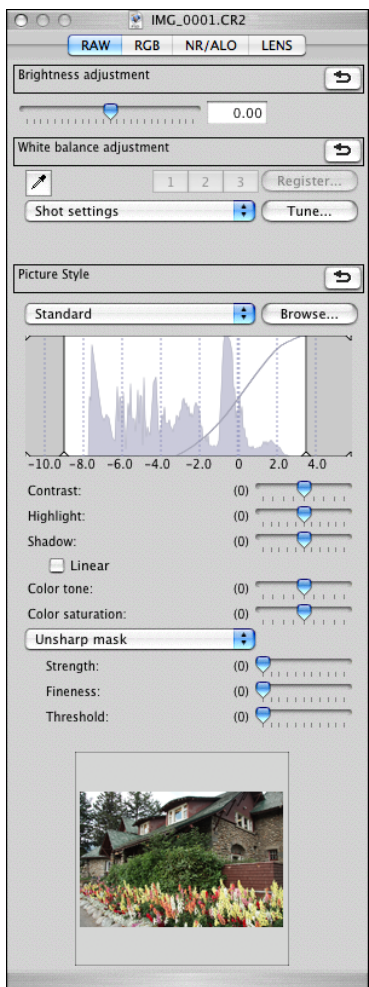 IMG_0001.CR2
RAW RGB NR/ALO LENS
Brightness adjustment
0.00
White balance adjustment
1 2 3 Register...
Shot settings Tune...
Picture Style
Standard Browse...
-10.0 -8.0 -6.0 -4.0 -2.0 0 2.0 4.0
Contrast: (0)
Highlight: (0)
Shadow: (0)
Linear
Color tone: (0)
Color saturation: (0)
Unsharp mask
Strength: (0)
Fineness: (0)
Threshold: (0)